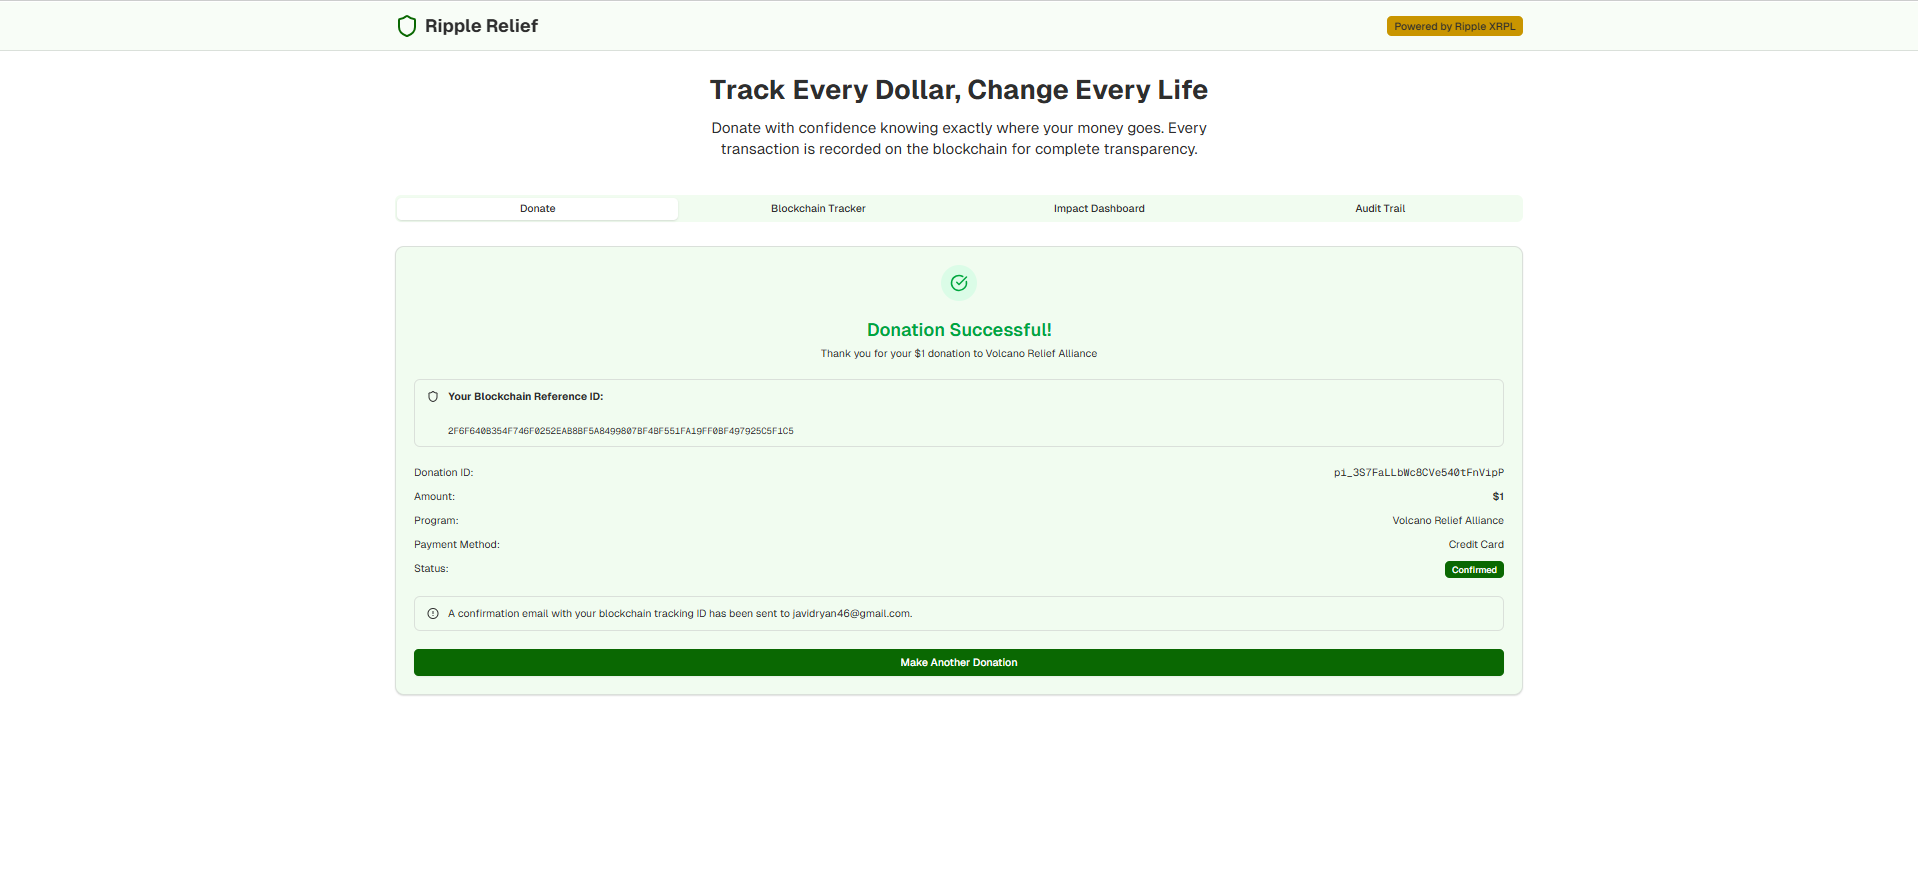 Ripple Relief
Powered by Ripple XRPL
Track Every Dollar, Change Every Life
Donate with confidence knowing exactly where your money goes. Every
transaction is recorded on the blockchain for complete transparency.
Donate
Blockchain Tracker
Impact Dashboard
Audit Trail
Donation Successful!
Thank you for your $1 donation to Volcano Relief Alliance
Your Blockchain Reference ID:
2F6F640B354F746F0252EAB8BF5A8499807BF4BF551FA19FF0BF497925C5F1C5
Donation ID: pi_3S7FaLLbWc8CVe540tFnVipP
Amount: $1
Program: Volcano Relief Alliance
Payment Method: Credit Card
Status: Confirmed
A confirmation email with your blockchain tracking ID has been sent to javidryan46@gmail.com.
Make Another Donation